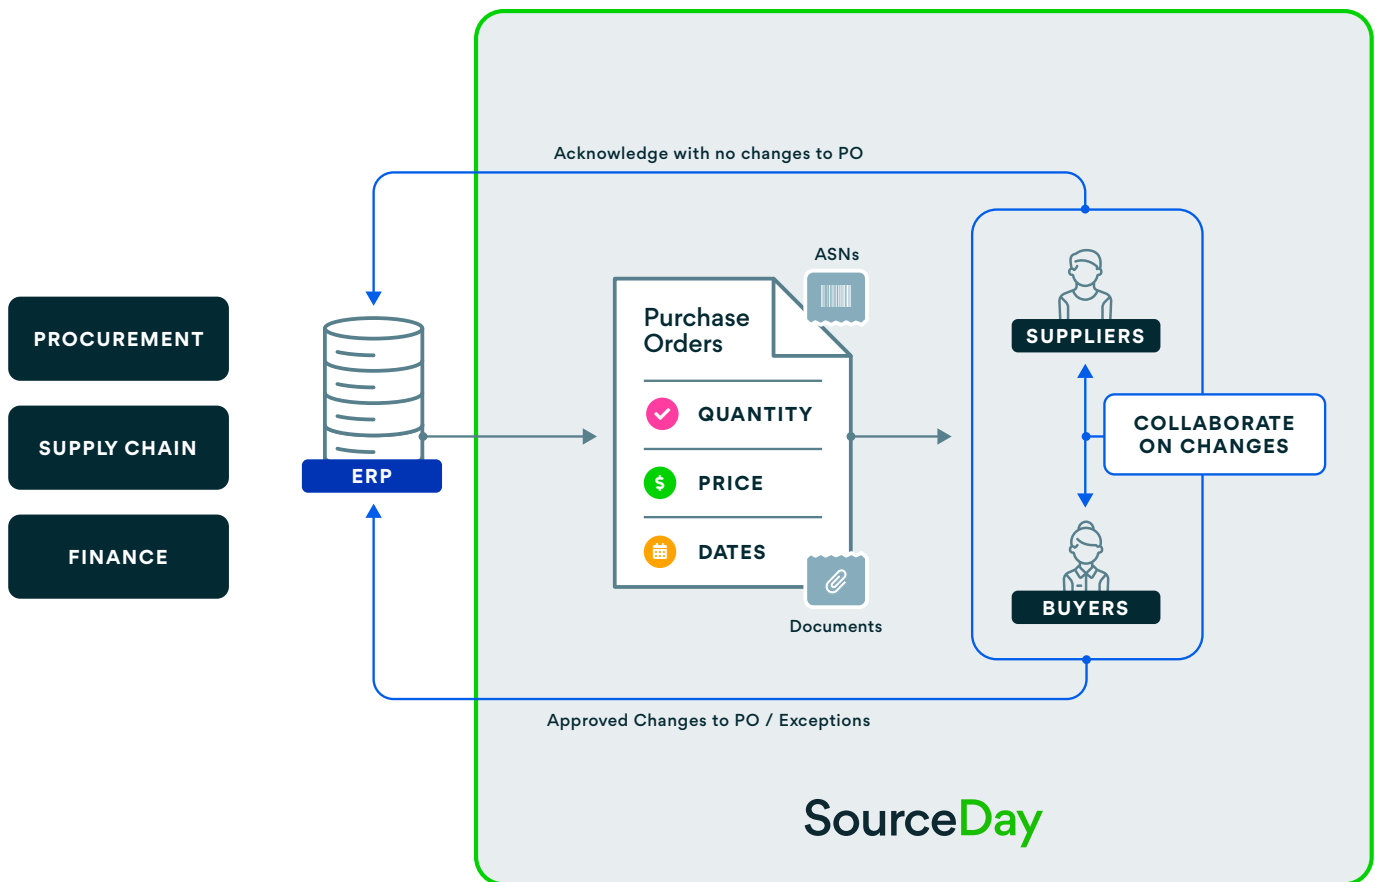 Acknowledge with no changes to PO
PROCUREMENT
SUPPLY CHAIN
FINANCE
ERP
ASNs
Purchase
Orders
QUANTITY
$
PRICE
DATES
Documents
SUPPLIERS
COLLABORATE
ON CHANGES
BUYERS
Approved Changes to PO / Exceptions
SourceDay